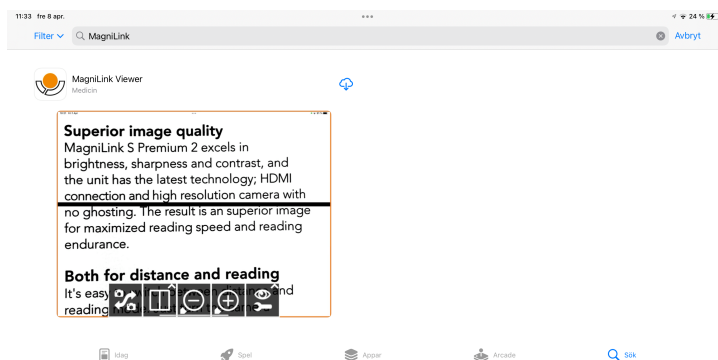 11:33 fre 8 apr.
24 %
Filter
MagniLink
Avbryt
MagniLink Viewer
Medicin
Superior image quality
MagniLink S Premium 2 excels in
brightness, sharpness and contrast, and
the unit has the latest technology; HDMI
connection and high resolution camera with
no ghosting. The result is an superior image
for maximized reading speed and reading
endurance.
Both for distance and reading
It's easy and
reading
Idag
Spel
Appar
Arcade
Sök